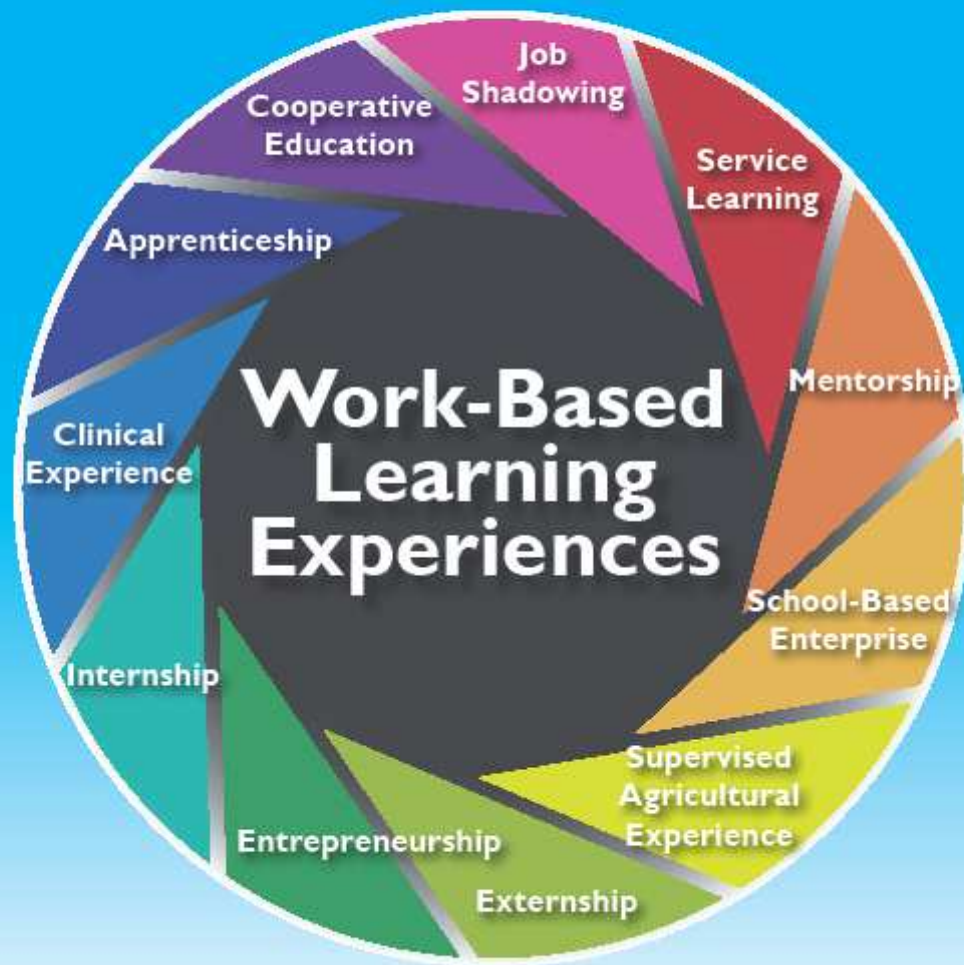 Work-Based
Learning
Experiences
Job
Shadowing
Service
Learning
Mentorship
School-Based
Enterprise
Supervised
Agricultural
Experience
Externship
Entrepreneurship
Internship
Clinical
Experience
Apprenticeship
Cooperative
Education